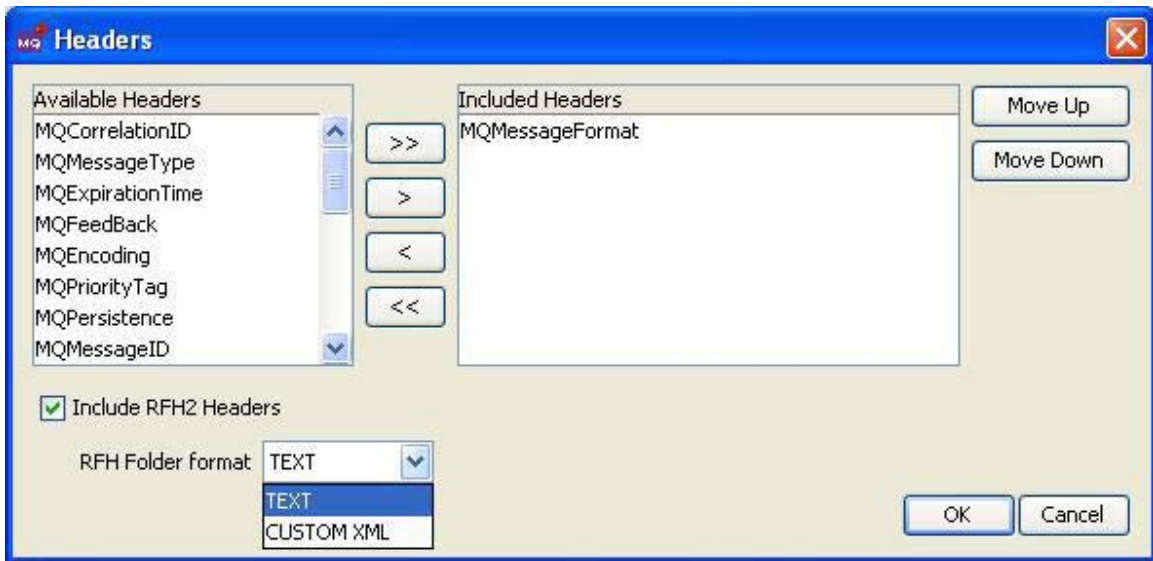 MQ Headers
Available Headers
MQCorrelationID
MQMessageType
MQExpirationTime
MQFeedBack
MQEncoding
MQPriorityTag
MQPersistence
MQMessageID
>>
>
<
<<
Included Headers
MQMessageFormat
Move Up
Move Down
Include RFH2 Headers
RFH Folder format TEXT
TEXT
CUSTOM XML
OK Cancel